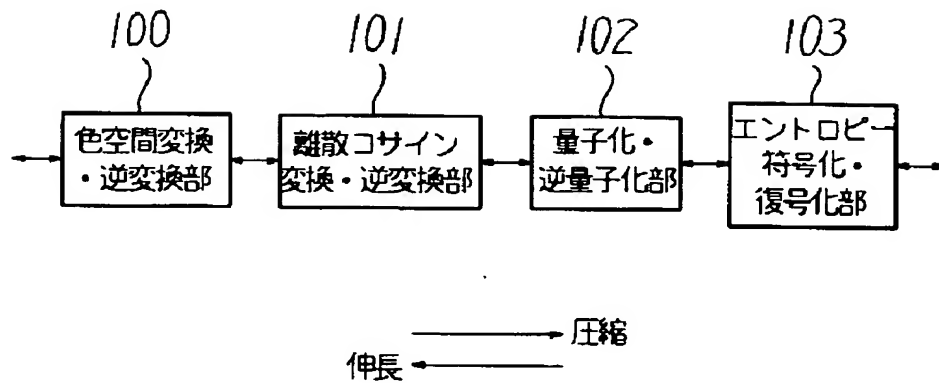 100
101
102
103
色空間変換
・逆変換部
離散コサイン
変換・逆変換部
量子化・
逆量子化部
エントロピー
符号化・
復号化部
圧縮
伸長